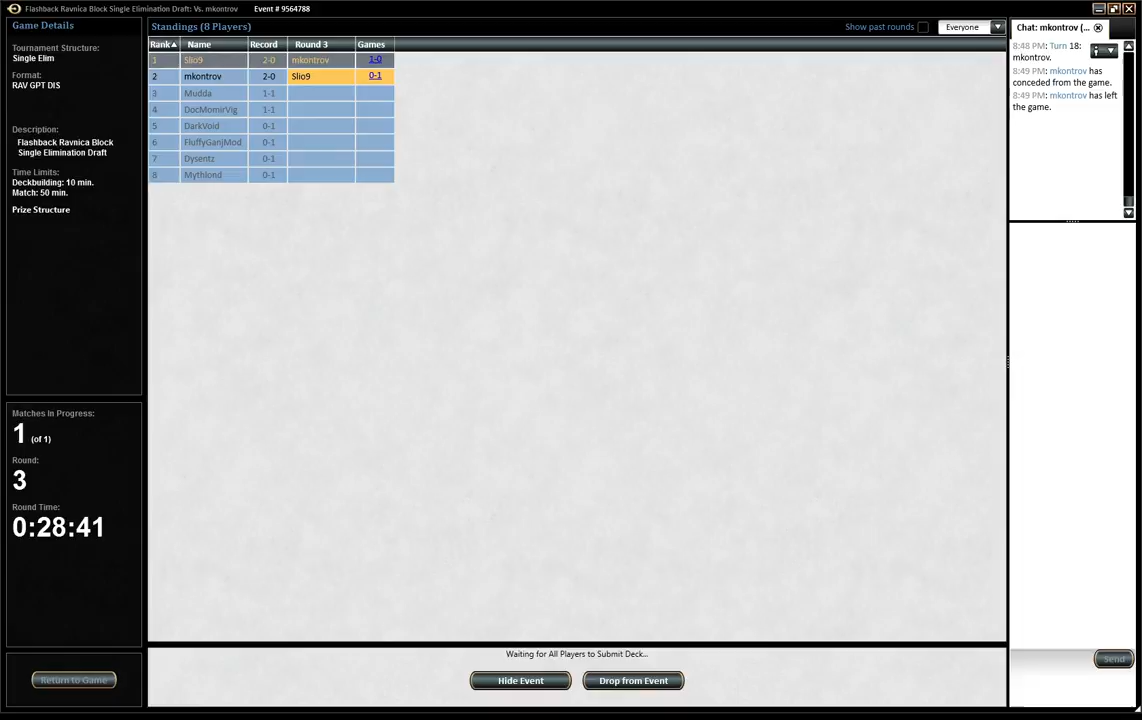 Flashback Ravnica Block Single Elimination Draft: Vs. mkontrov Event # 9564788
Game Details
Tournament Structure:
Single Elim
Format:
RAV GPT DIS
Description:
Flashback Ravnica Block
Single Elimination Draft
Time Limits:
Deckbuilding: 10 min.
Match: 50 min.
Prize Structure
Matches In Progress:
1 (of 1)
Round:
3
Round Time:
0:28:41
Return to Game
Standings (8 Players)
Show past rounds
Everyone
Rank Name Record Round 3 Games
1 Slio9 2-0 mkontrov 1-0
2 mkontrov 2-0 Slio9 0-1
3 Mudda 1-1
4 DocMomirVig 1-1
5 DarkVoid 0-1
6 FluffyGanjMod 0-1
7 Dysentz 0-1
8 Mythlond 0-1
Waiting for All Players to Submit Deck...
Hide Event Drop from Event
Chat: mkontrov (...
8:48 PM: Turn 18:
mkontrov.
8:49 PM: mkontrov has
conceded from the game.
8:49 PM: mkontrov has left
the game.
Send